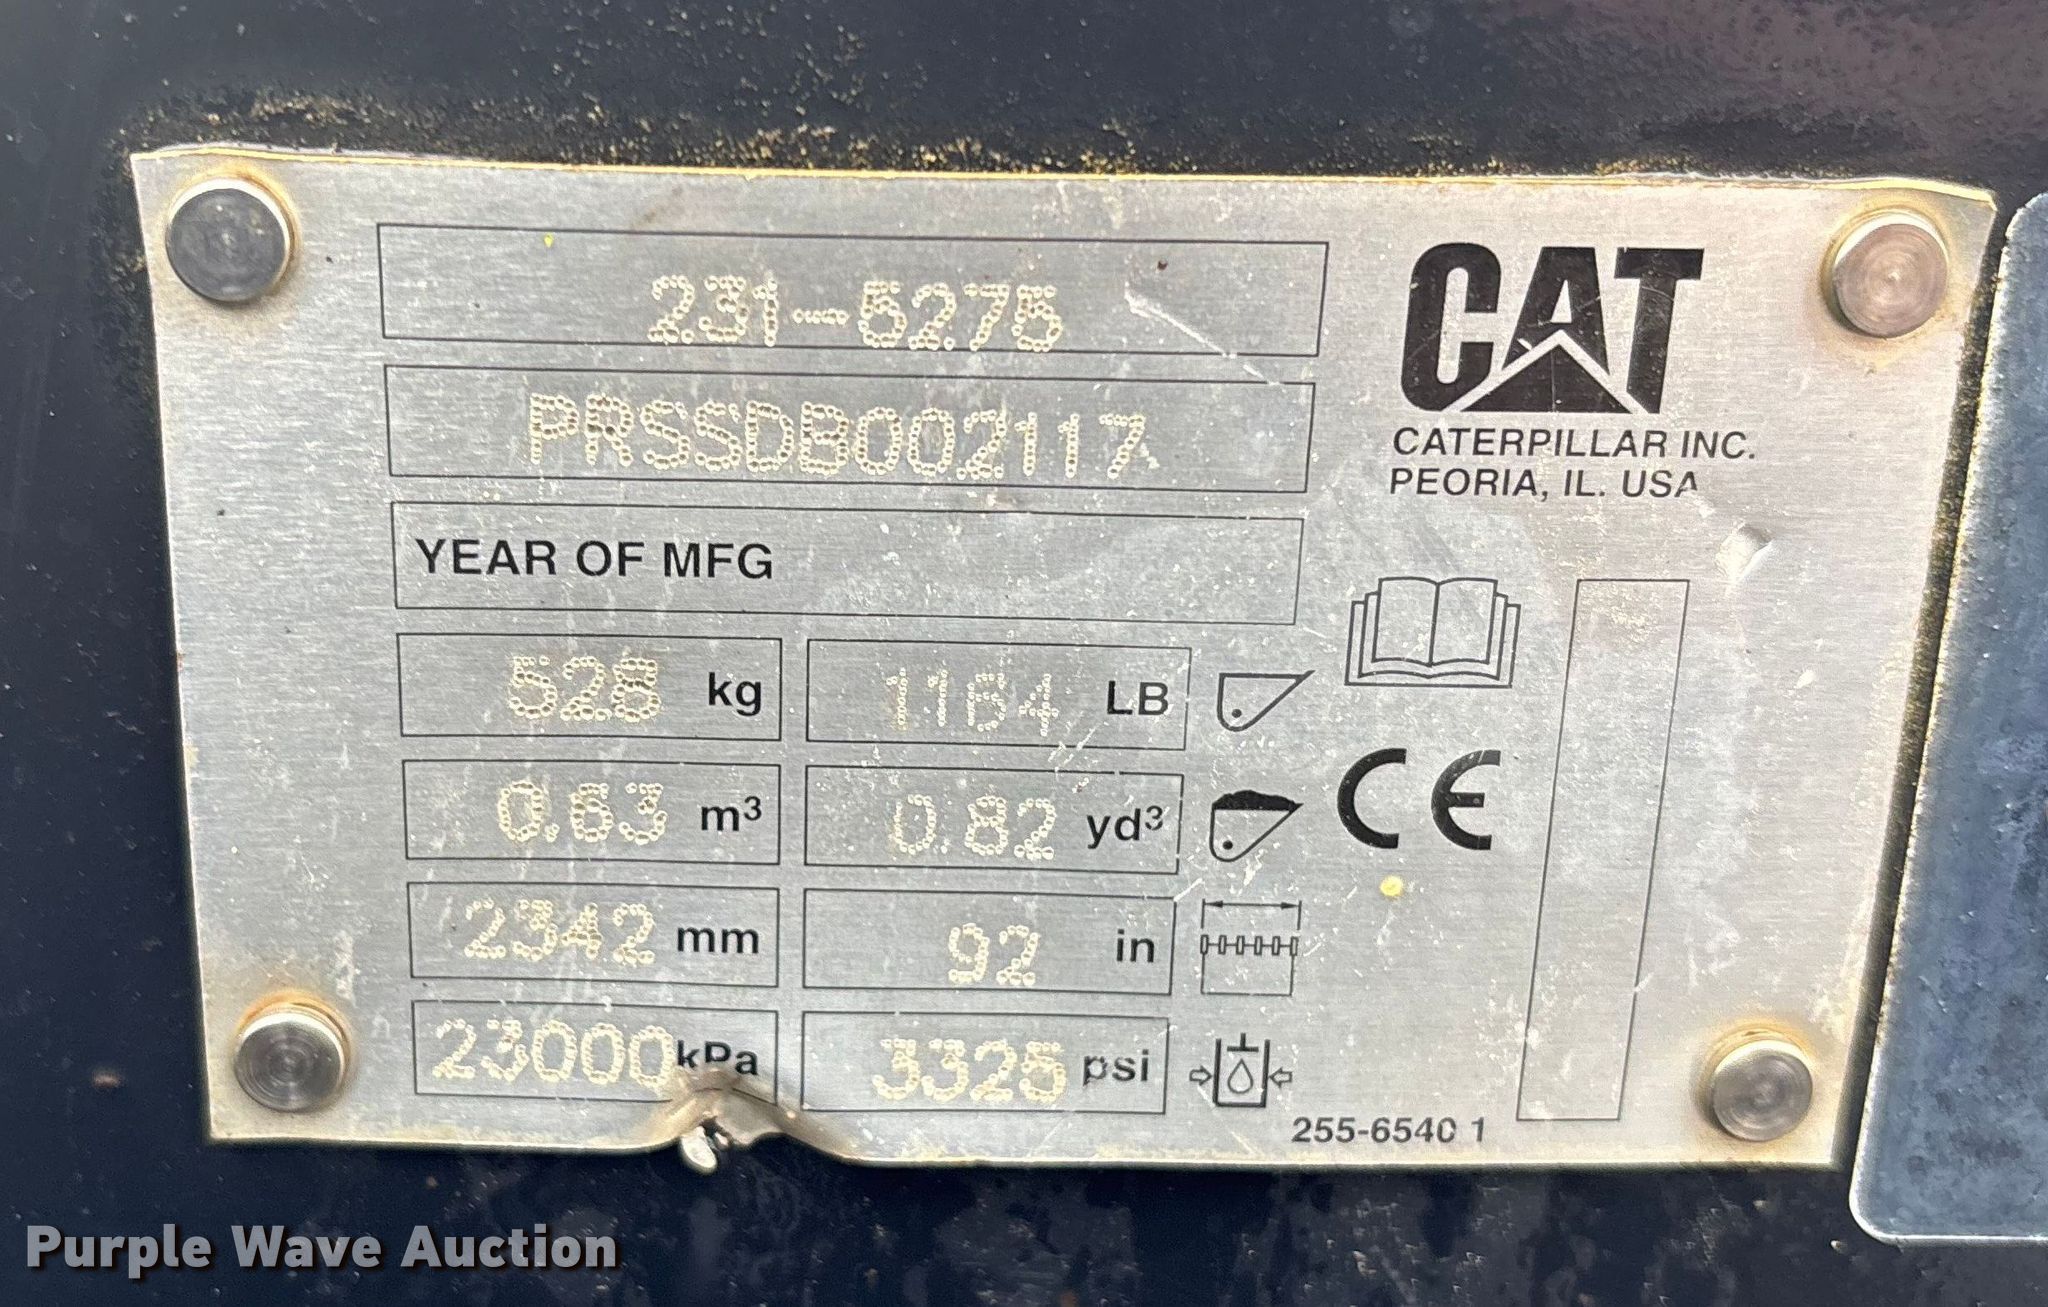 231-5275
PRSSDB002117
YEAR OF MFG
528 kg 1164 LB
0.63 m³ 0.82 yd³
2342 mm 92 in
23000 kPa 3325 psi
CAT
CATERPILLAR INC.
PEORIA, IL. USA
CE
255-6540 1
Purple Wave Auction